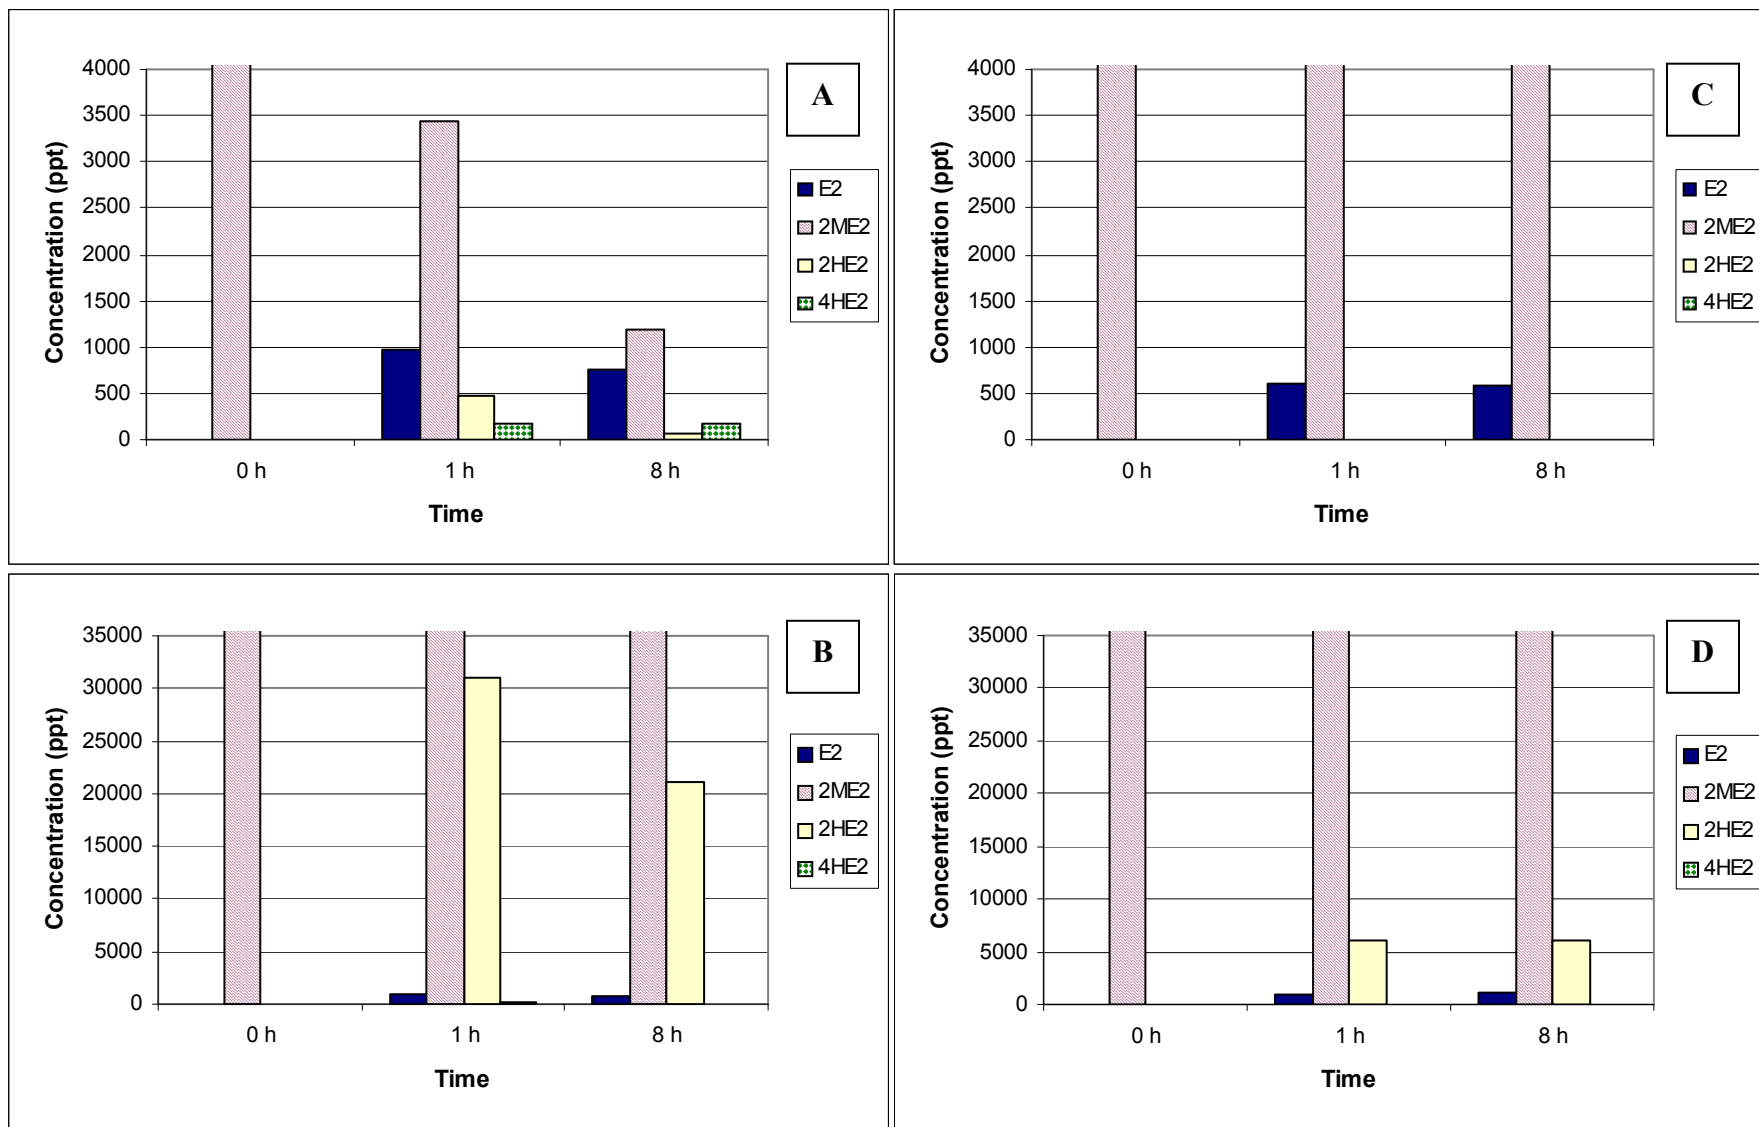 A
Concentration (ppt)
4000
3500
3000
2500
2000
1500
1000
500
0
0 h 1 h 8 h
Time
E2
2ME2
2HE2
4HE2
C
Concentration (ppt)
4000
3500
3000
2500
2000
1500
1000
500
0
0 h 1 h 8 h
Time
E2
2ME2
2HE2
4HE2
B
Concentration (ppt)
35000
30000
25000
20000
15000
10000
5000
0
0 h 1 h 8 h
Time
E2
2ME2
2HE2
4HE2
D
Concentration (ppt)
35000
30000
25000
20000
15000
10000
5000
0
0 h 1 h 8 h
Time
E2
2ME2
2HE2
4HE2